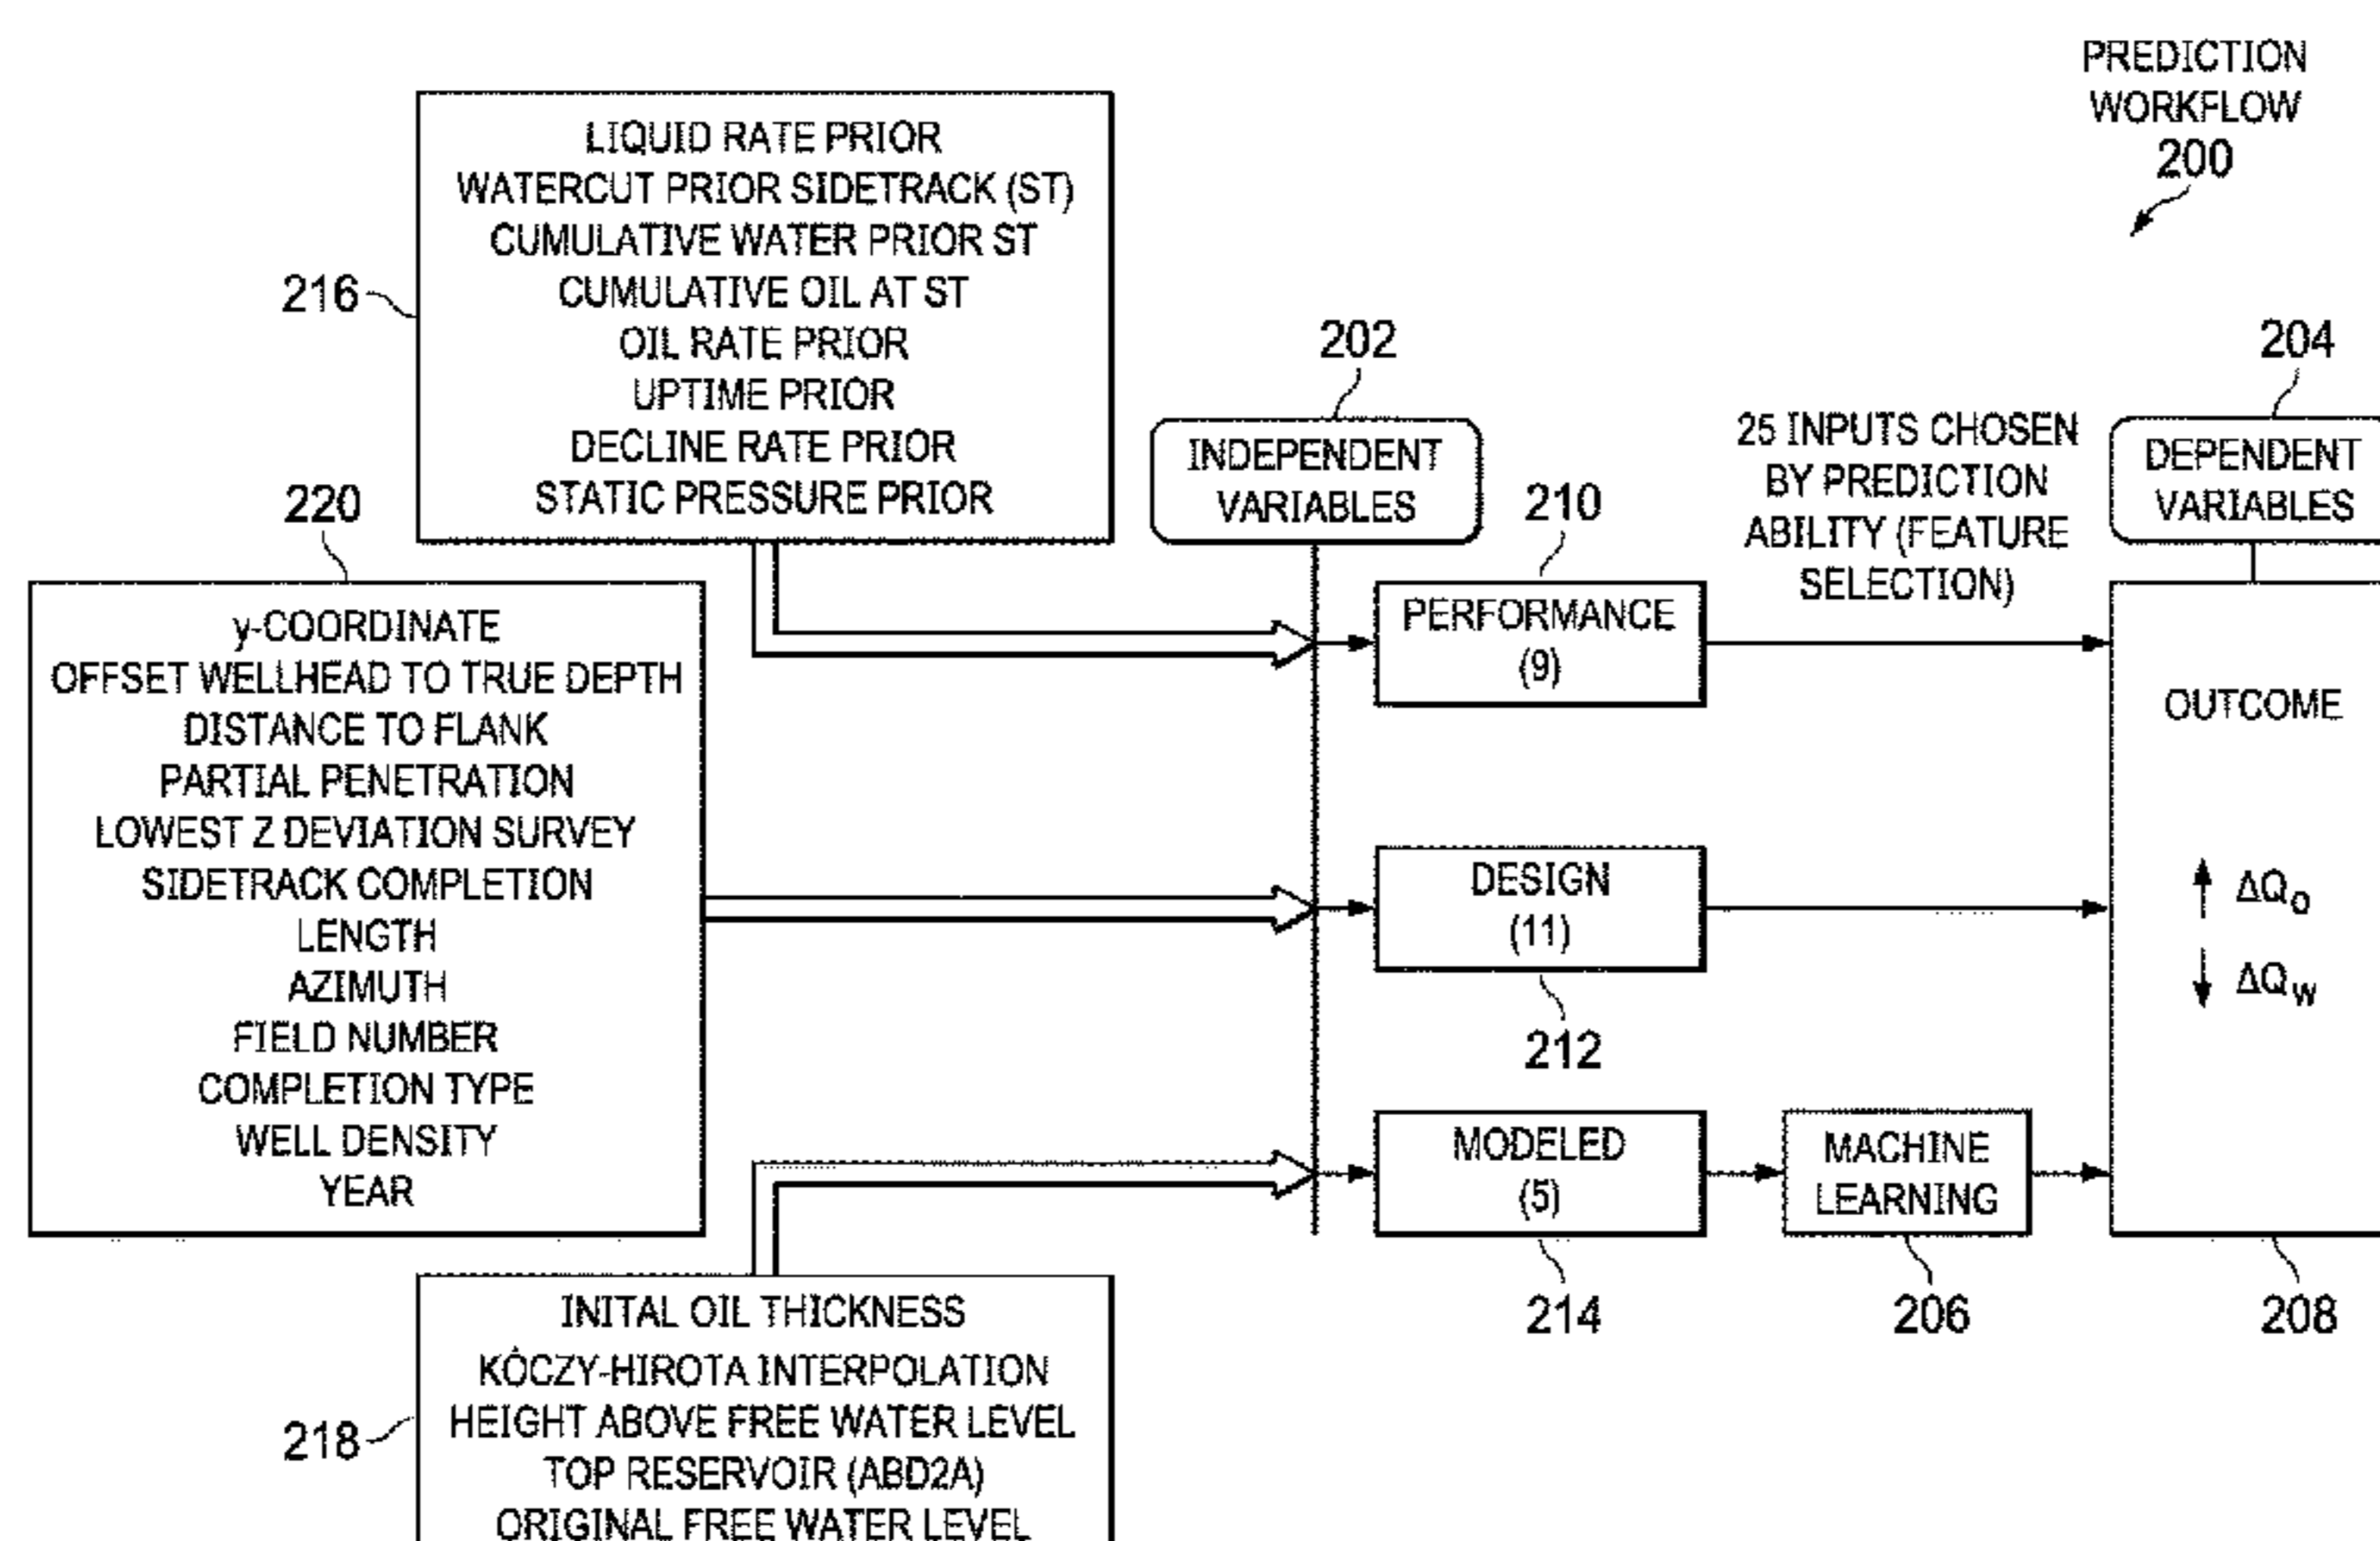 PREDICTION
WORKFLOW
200
LIQUID RATE PRIOR
WATERCUT PRIOR SIDETRACK (ST)
CUMULATIVE WATER PRIOR ST
CUMULATIVE OIL AT ST
OIL RATE PRIOR
UPTIME PRIOR
DECLINE RATE PRIOR
STATIC PRESSURE PRIOR
216
202
INDEPENDENT
VARIABLES
204
DEPENDENT
VARIABLES
25 INPUTS CHOSEN
BY PREDICTION
ABILITY (FEATURE
SELECTION)
220
y-COORDINATE
OFFSET WELLHEAD TO TRUE DEPTH
DISTANCE TO FLANK
PARTIAL PENETRATION
LOWEST Z DEVIATION SURVEY
SIDETRACK COMPLETION
LENGTH
AZIMUTH
FIELD NUMBER
COMPLETION TYPE
WELL DENSITY
YEAR
210
PERFORMANCE
(9)
DESIGN
(11)
212
MODELED
(5)
214
MACHINE
LEARNING
206
OUTCOME
ΔQo
ΔQw
208
INITAL OIL THICKNESS
KÓCZY-HIROTA INTERPOLATION
HEIGHT ABOVE FREE WATER LEVEL
TOP RESERVOIR (ABD2A)
ORIGINAL FREE WATER LEVEL
218